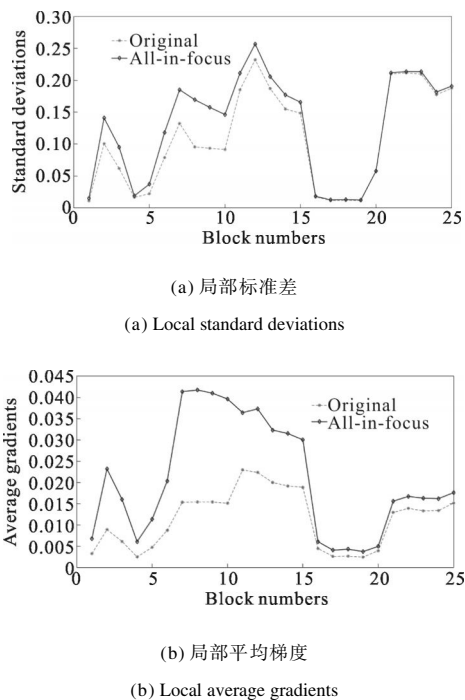 0.30
0.25
0.20
0.15
0.10
0.05
0
Standard deviations
Original
All-in-focus
0 5 10 15 20 25
Block numbers
(a) 局部标准差
(a) Local standard deviations
0.045
0.040
0.035
0.030
0.025
0.020
0.015
0.010
0.005
0
Average gradients
Original
All-in-focus
0 5 10 15 20 25
Block numbers
(b) 局部平均梯度
(b) Local average gradients